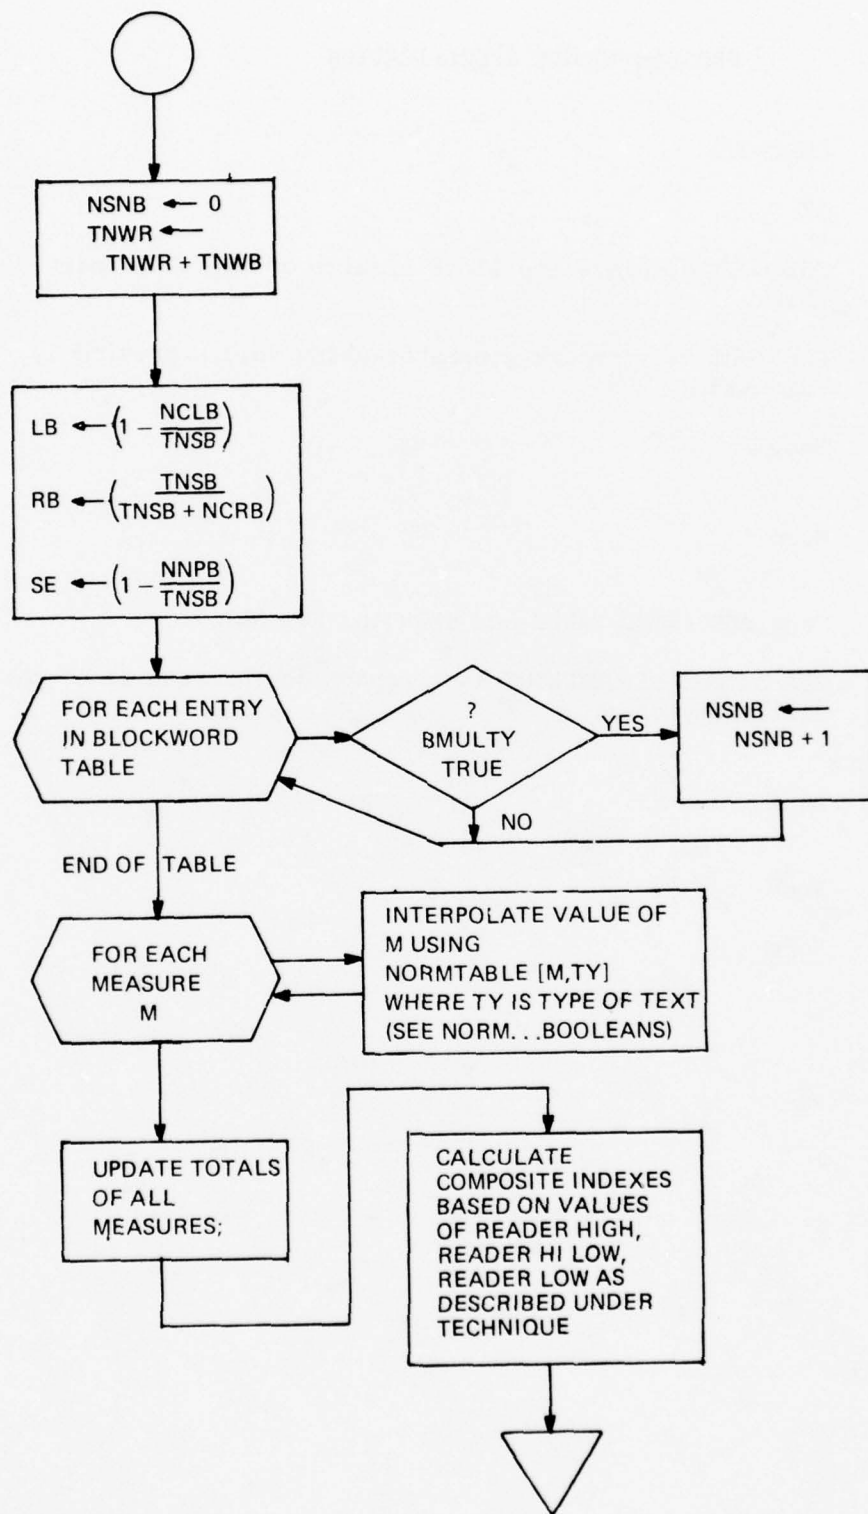 NSNB ← 0
TNWR ←
TNWR + TNWB
LB ← (1 - NCLB/TNSB)
RB ← (TNSB/TNSB + NCRB)
SE ← (1 - NNPB/TNSB)
FOR EACH ENTRY
IN BLOCKWORD
TABLE
?
BMULTY
TRUE
YES
NSNB ←
NSNB + 1
NO
END OF TABLE
FOR EACH
MEASURE
M
INTERPOLATE VALUE OF
M USING
NORMTABLE [M,TY]
WHERE TY IS TYPE OF TEXT
(SEE NORM...BOOLEANS)
UPDATE TOTALS
OF ALL
MEASURES;
CALCULATE
COMPOSITE INDEXES
BASED ON VALUES
OF READER HIGH,
READER HI LOW,
READER LOW AS
DESCRIBED UNDER
TECHNIQUE